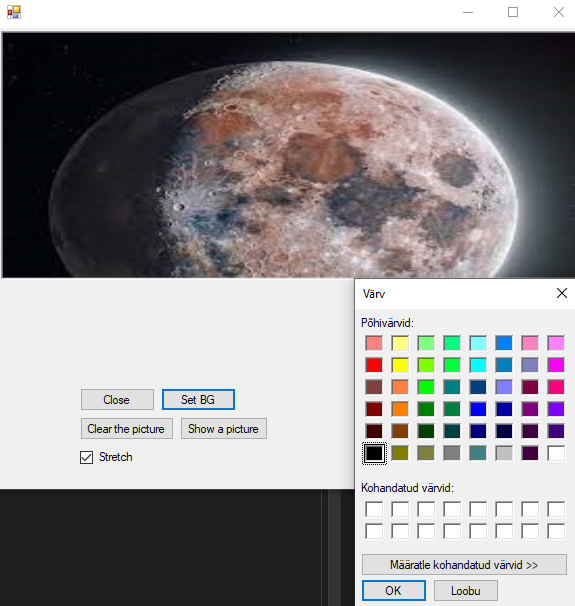 Värv
Põhivärvid:
Close
Set BG
Clear the picture
Show a picture
Stretch
Kohandatud värvid:
Määratle kohandatud värvid >>
OK
Loobu